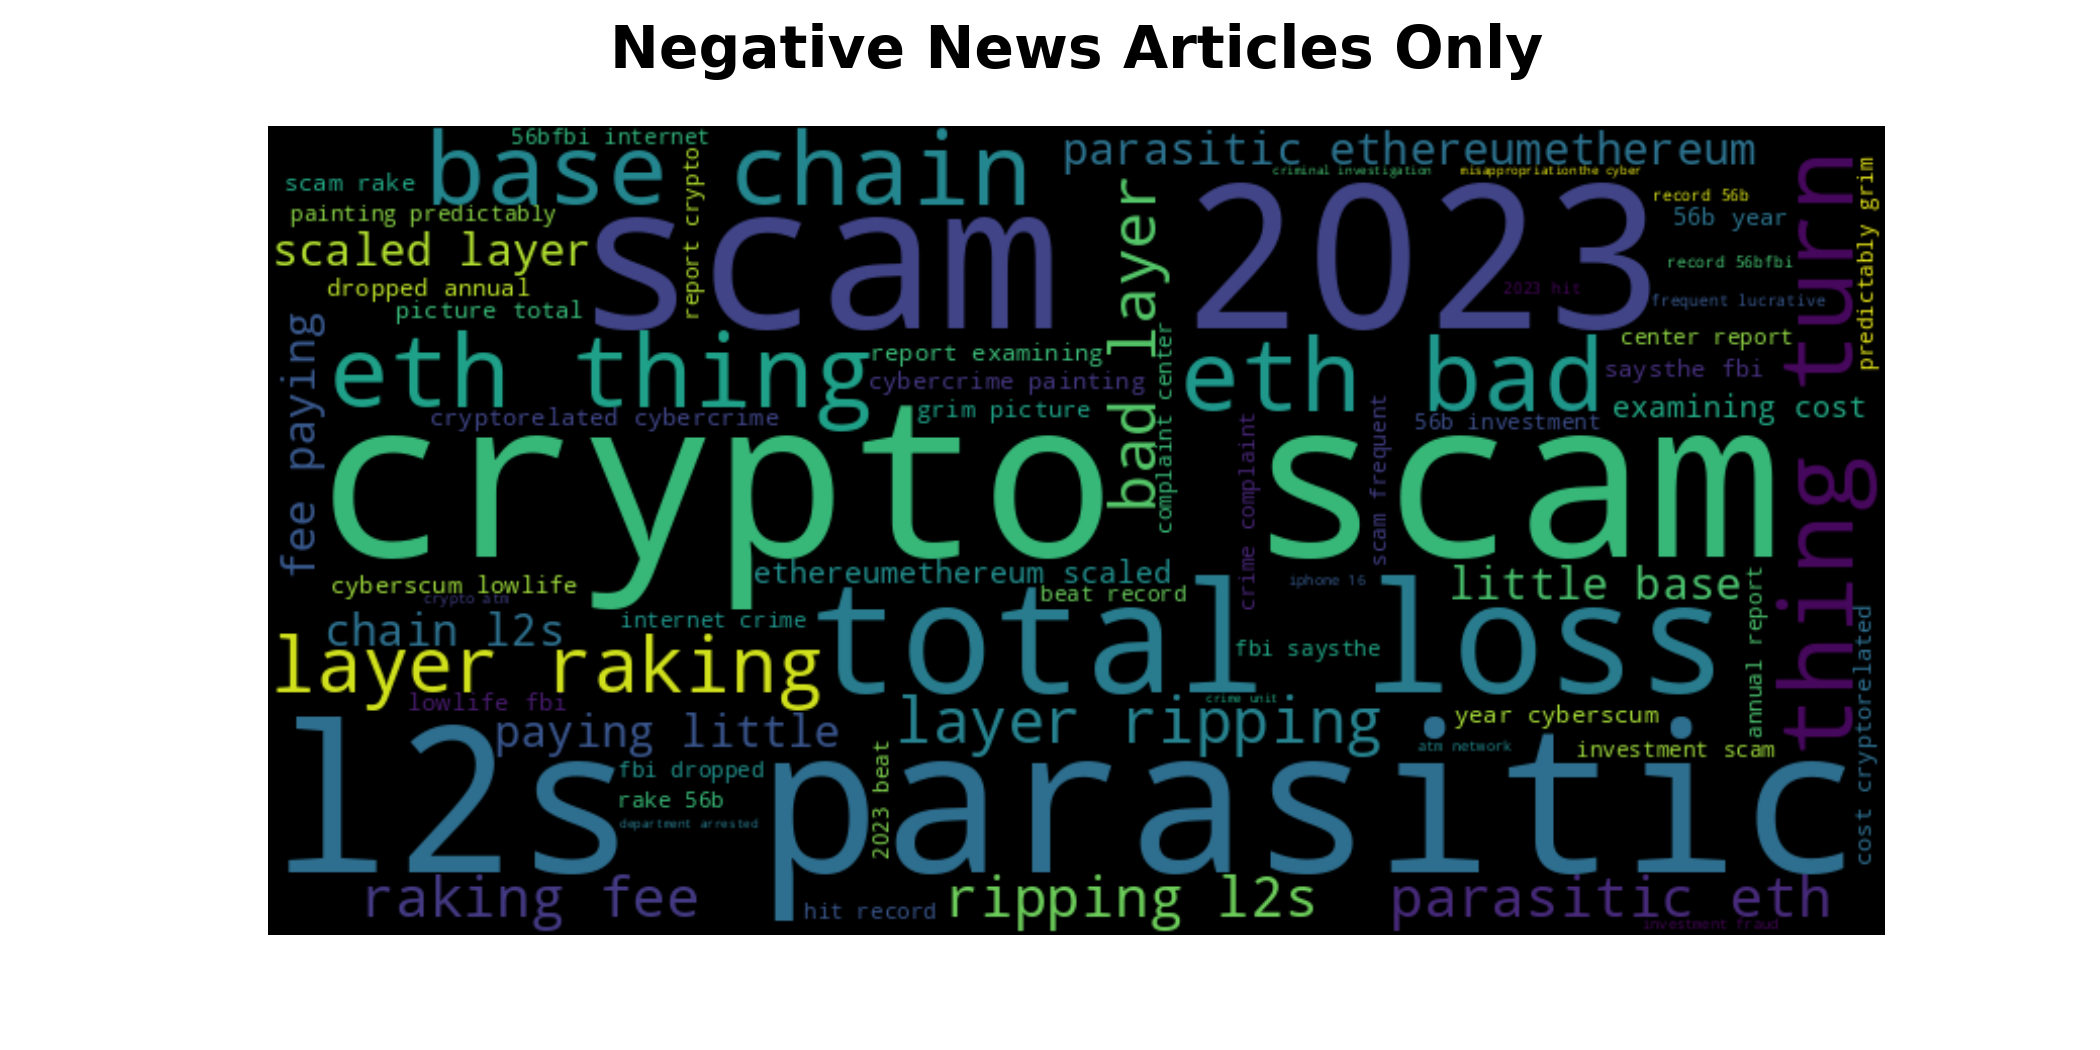 Negative News Articles Only
56bfbi internet
base chain
parasitic ethereumethereum
criminal investigation
misappropriationthe cyber
scam rake
report crypto
record 56b
painting predictably
scam 2023
56b year
scaled layer
bad layer
thing turn
predictably grim
record 56bfbi
dropped annual
2023 hit
frequent lucrative
picture total
fee paying
eth thing
report examining
complaint center
eth bad
center report
cybercrime painting
saysthe fbi
cryptorelated cybercrime
grim picture
56b investment
examining cost
crypto scam
crime complaint
scam frequent
ethereumethereum scaled
iphone 16
little base
cyberscum lowlife
crypto atm
beat record
annual report
chain l2s
internet crime
total loss
cost cryptorelated
layer raking
fbi saysthe
lowlife fbi
crime unit
paying little
layer ripping
year cyberscum
atm network
investment scam
l2s parasitic
fbi dropped
2023 beat
rake 56b
department arrested
raking fee
hit record
ripping l2s
parasitic eth
investment fraud